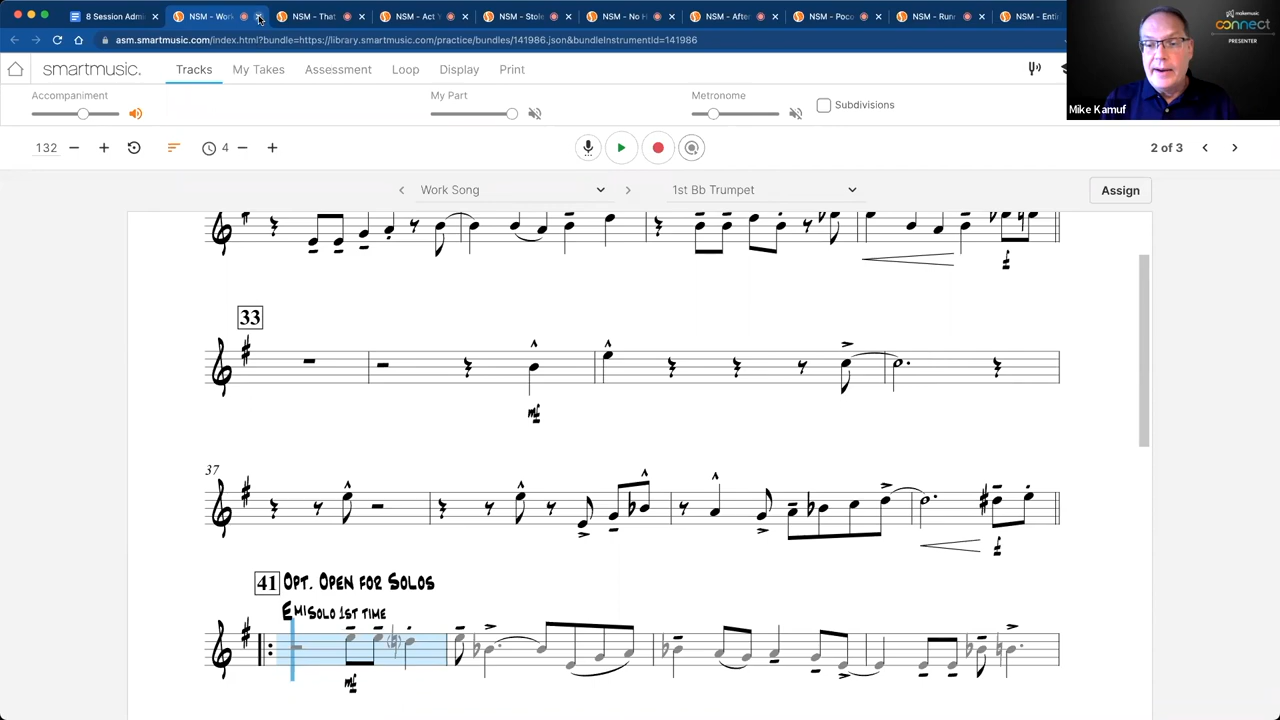 8 Session Admi
NSM - Work
NSM - That
NSM - Act Y
NSM - Stole
NSM - No H
NSM - After
NSM - Poco
NSM - Run
NSM - Enti
makemusic
connect
PRESENTER
asm.smartmusic.com/index.html?bundle=https://library.smartmusic.com/practice/bundles/141986.json&bundleInstrumentId=141986
smartmusic.
Tracks
My Takes
Assessment
Loop
Display
Print
Accompaniment
My Part
Metronome
Subdivisions
Mike Kamuf
132
4
2 of 3
Work Song
1st Bb Trumpet
Assign
f
33
mf
37
f
41 OPT. OPEN FOR SOLOS
EMI SOLO 1ST TIME
mf